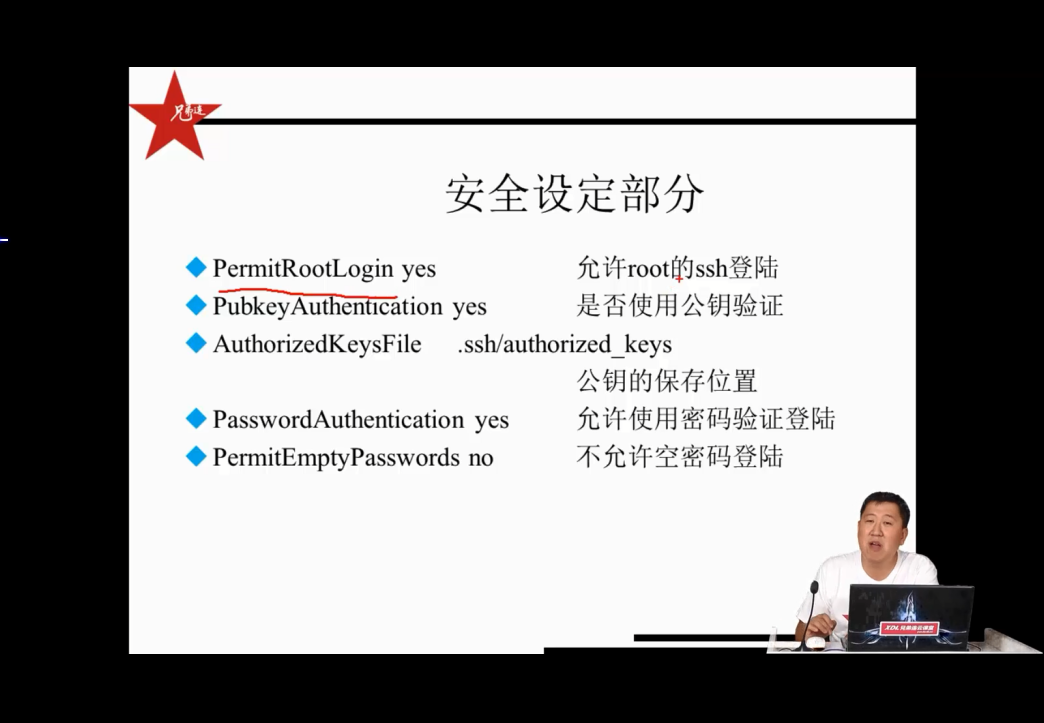 兄弟连
安全设定部分
PermitRootLogin yes 允许root的ssh登陆
PubkeyAuthentication yes 是否使用公钥验证
AuthorizedKeysFile .ssh/authorized_keys
公钥的保存位置
PasswordAuthentication yes 允许使用密码验证登陆
PermitEmptyPasswords no 不允许空密码登陆